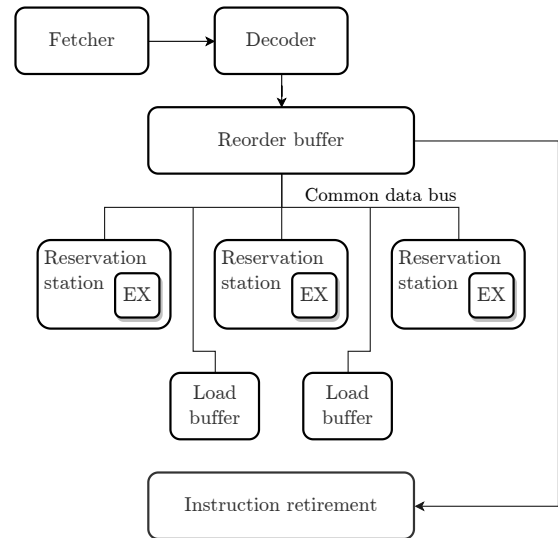 Fetcher
Decoder
Reorder buffer
Common data bus
Reservation
station
EX
Reservation
station
EX
Reservation
station
EX
Load
buffer
Load
buffer
Instruction retirement